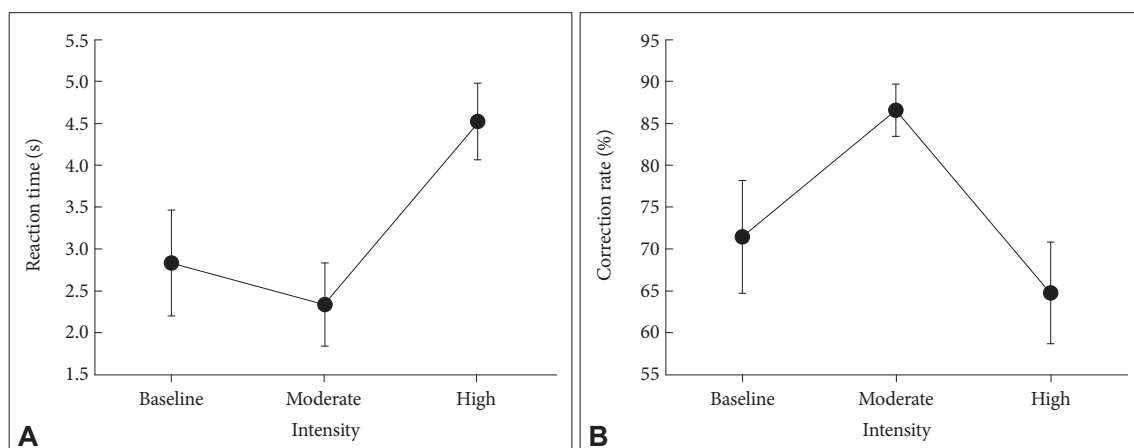 5.5
5.0
4.5
4.0
3.5
3.0
2.5
2.0
1.5
Reaction time (s)
Baseline Moderate High
Intensity
A
95
90
85
80
75
70
65
60
55
Correction rate (%)
Baseline Moderate High
Intensity
B